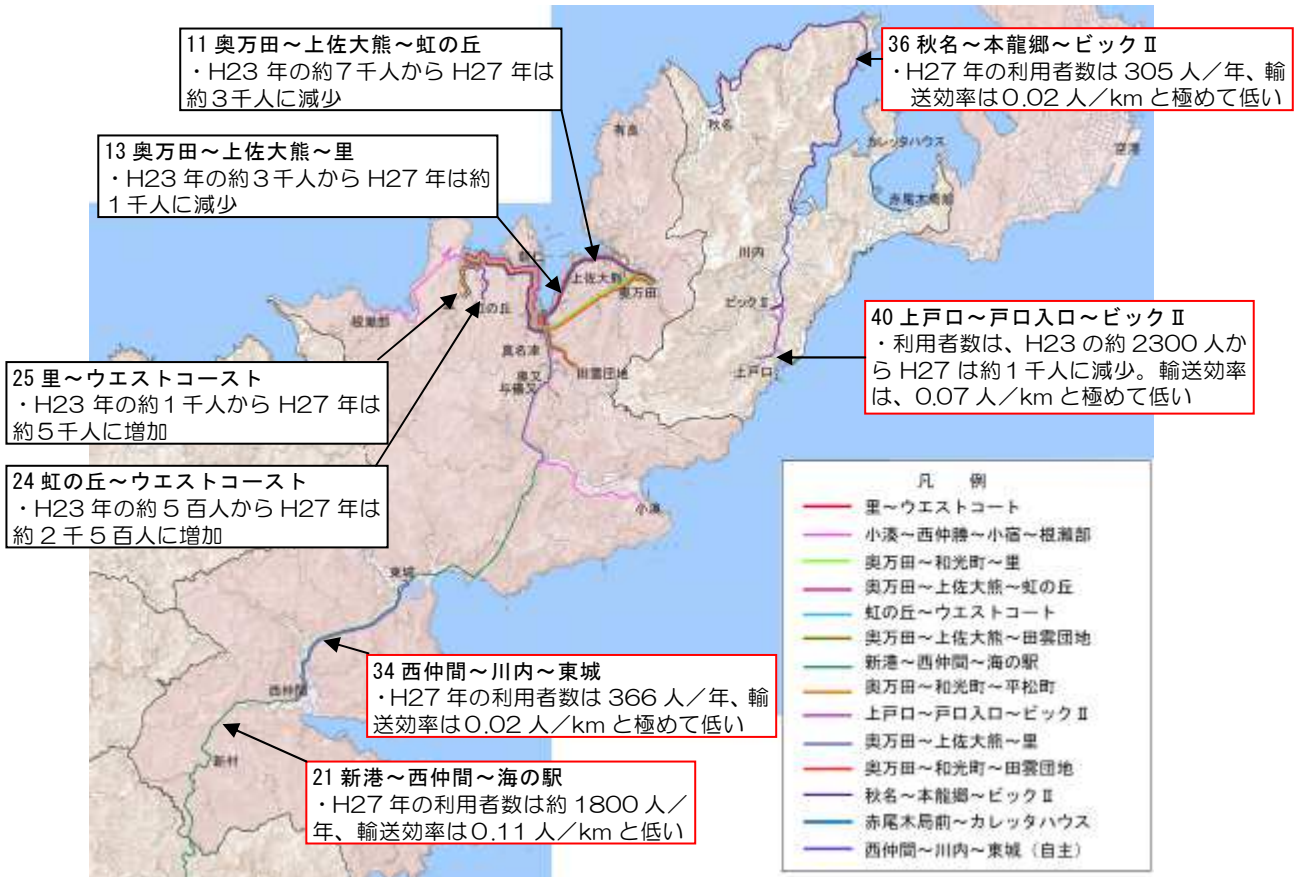 11 奥万田～上佐大熊～虹の丘
・H23 年の約７千人から H27 年は
約３千人に減少
36 秋名～本龍郷～ビックⅡ
・H27 年の利用者数は 305 人／年、輸
送効率は0.02 人／km と極めて低い
13 奥万田～上佐大熊～里
・H23 年の約３千人から H27 年は約
１千人に減少
有良
秋名
カレッタハウス
空港
赤尾木局前
川内
上佐大熊
奥万田
ビックⅡ
虹の丘
根瀬部
真名津
奥又
与儀又
田雲団地
上戸口
40 上戸口～戸口入口～ビックⅡ
・利用者数は、H23 の約 2300 人か
ら H27 は約１千人に減少。輸送効率
は、0.07 人／km と極めて低い
25 里～ウエストコースト
・H23 年の約１千人から H27 年は
約５千人に増加
24 虹の丘～ウエストコースト
・H23 年の約５百人から H27 年は
約２千５百人に増加
小湊
東城
西仲間
新村
34 西仲間～川内～東城
・H27 年の利用者数は 366 人／年、輸
送効率は0.02 人／km と極めて低い
21 新港～西仲間～海の駅
・H27 年の利用者数は約 1800 人／
年、輸送効率は0.11 人／km と低い
凡 例
里～ウエストコート
小湊～西仲勝～小宿～根瀬部
奥万田～和光町～里
奥万田～上佐大熊～虹の丘
虹の丘～ウエストコート
奥万田～上佐大熊～田雲団地
新港～西仲間～海の駅
奥万田～和光町～平松町
上戸口～戸口入口～ビックⅡ
奥万田～上佐大熊～里
奥万田～和光町～田雲団地
秋名～本龍郷～ビックⅡ
赤尾木局前～カレッタハウス
西仲間～川内～東城（自主）